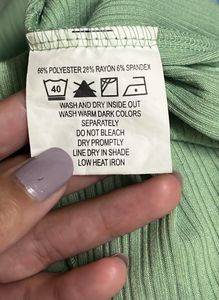 66% POLYESTER 28% RAYON 6% SPANDEX
40
WASH AND DRY INSIDE OUT
WASH WARM DARK COLORS
SEPARATELY
DO NOT BLEACH
DRY PROMPTLY
LINE DRY IN SHADE
LOW HEAT IRON